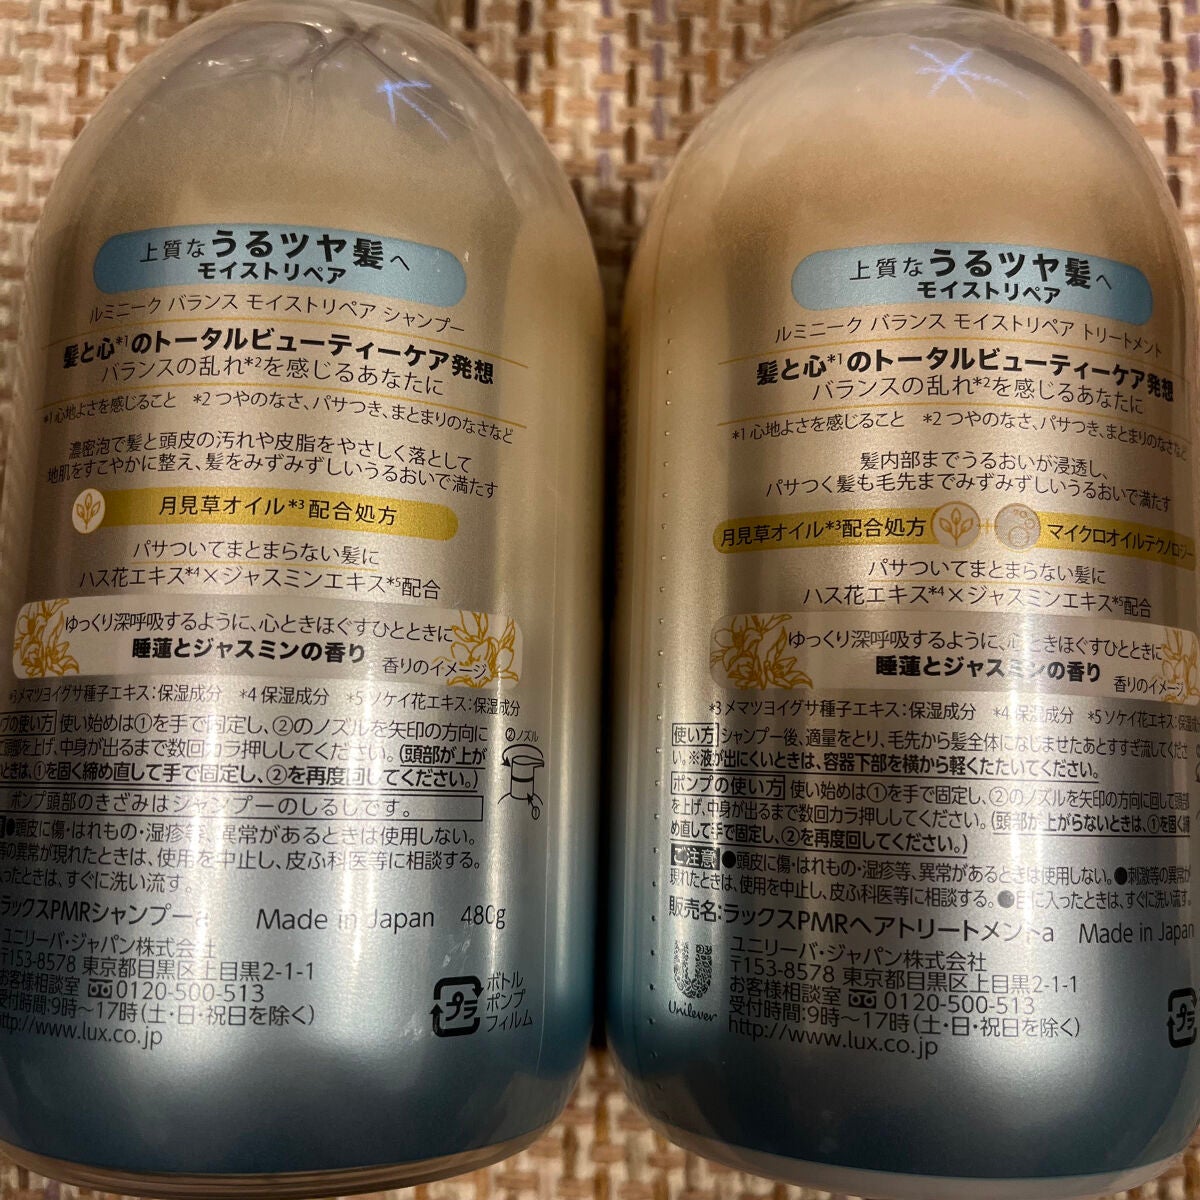 上質なうるツヤ髪へ
モイストリペア
ルミニーク バランス モイストリペア シャンプー
髪と心*1のトータルビューティーケア発想
バランスの乱れ*2を感じるあなたに
*1 心地よさを感じること *2 つやのなさ、パサつき、まとまりのなさなど
濃密泡で髪と頭皮の汚れや皮脂をやさしく落として
地肌をすこやかに整え、髪をみずみずしいうるおいで満たす
月見草オイル*3配合処方
パサついてまとまらない髪に
ハス花エキス*4×ジャスミンエキス*5配合
ゆっくり深呼吸するように、心ときほぐすひとときに
睡蓮とジャスミンの香り 香りのイメージ
*3 メマツヨイグサ種子エキス:保湿成分 *4 保湿成分 *5 ソケイ花エキス:保湿成分
プの使い方 使い始めは①を手で固定し、②のノズルを矢印の方向に
て頭部を上げ、中身が出るまで数回カラ押ししてください。(頭部が上が
いときは、①を固く締め直して手で固定し、②を再度回してください。)
②ノズル
①
ポンプ頭部のきざみはシャンプーのしるしです。
●頭皮に傷・はれもの・湿疹等、異常があるときは使用しない。
等の異常が現れたときは、使用を中止し、皮ふ科医等に相談する。
入ったときは、すぐに洗い流す。
ラックスPMRシャンプーa Made in Japan 480g
ユニリーバ・ジャパン株式会社
〒153-8578 東京都目黒区上目黒2-1-1
お客様相談室 0120-500-513
受付時間:9時~17時(土・日・祝日を除く)
http://www.lux.co.jp
プラ
ボトル
ポンプ
フィルム
上質なうるツヤ髪へ
モイストリペア
ルミニーク バランス モイストリペア トリートメント
髪と心*1のトータルビューティーケア発想
バランスの乱れ*2を感じるあなたに
*1 心地よさを感じること *2 つやのなさ、パサつき、まとまりのなさなど
髪内部までうるおいが浸透し、
パサつく髪も毛先までみずみずしいうるおいで満たす
月見草オイル*3配合処方 + マイクロオイルテクノロジー
パサついてまとまらない髪に
ハス花エキス*4×ジャスミンエキス*5配合
ゆっくり深呼吸するように、心ときほぐすひとときに
睡蓮とジャスミンの香り 香りのイメージ
*3 メマツヨイグサ種子エキス:保湿成分 *4 保湿成分 *5 ソケイ花エキス:保湿
使い方 シャンプー後、適量をとり、毛先から髪全体になじませたあとすすぎ流してくださ
い。※液が出にくいときは、容器下部を横から軽くたたいてください。
ポンプの使い方 使い始めは①を手で固定し、②のノズルを矢印の方向に回して頭部
を上げ、中身が出るまで数回カラ押ししてください。(頭部が上がらないときは、①を固く締
め直して手で固定し、②を再度回してください。)
ご注意 ●頭皮に傷・はれもの・湿疹等、異常があるときは使用しない。●刺激等の異常が
現れたときは、使用を中止し、皮ふ科医等に相談する。●目に入ったときは、すぐに洗い流す。
販売名:ラックスPMRヘアトリートメントa Made in Japan
Unilever
ユニリーバ・ジャパン株式会社
〒153-8578 東京都目黒区上目黒2-1-1
お客様相談室 0120-500-513
受付時間:9時~17時(土・日・祝日を除く)
http://www.lux.co.jp
プラ